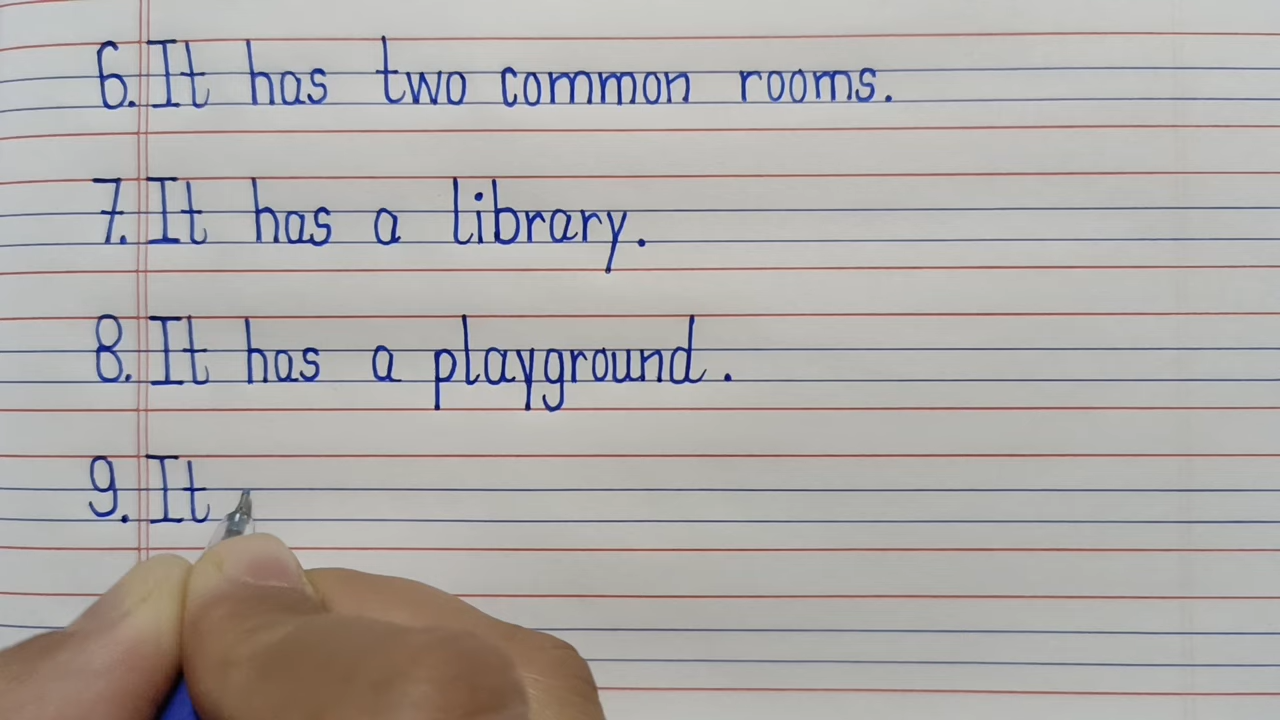 6. It has two common rooms.
7. It has a library.
8. It has a playground.
9. It